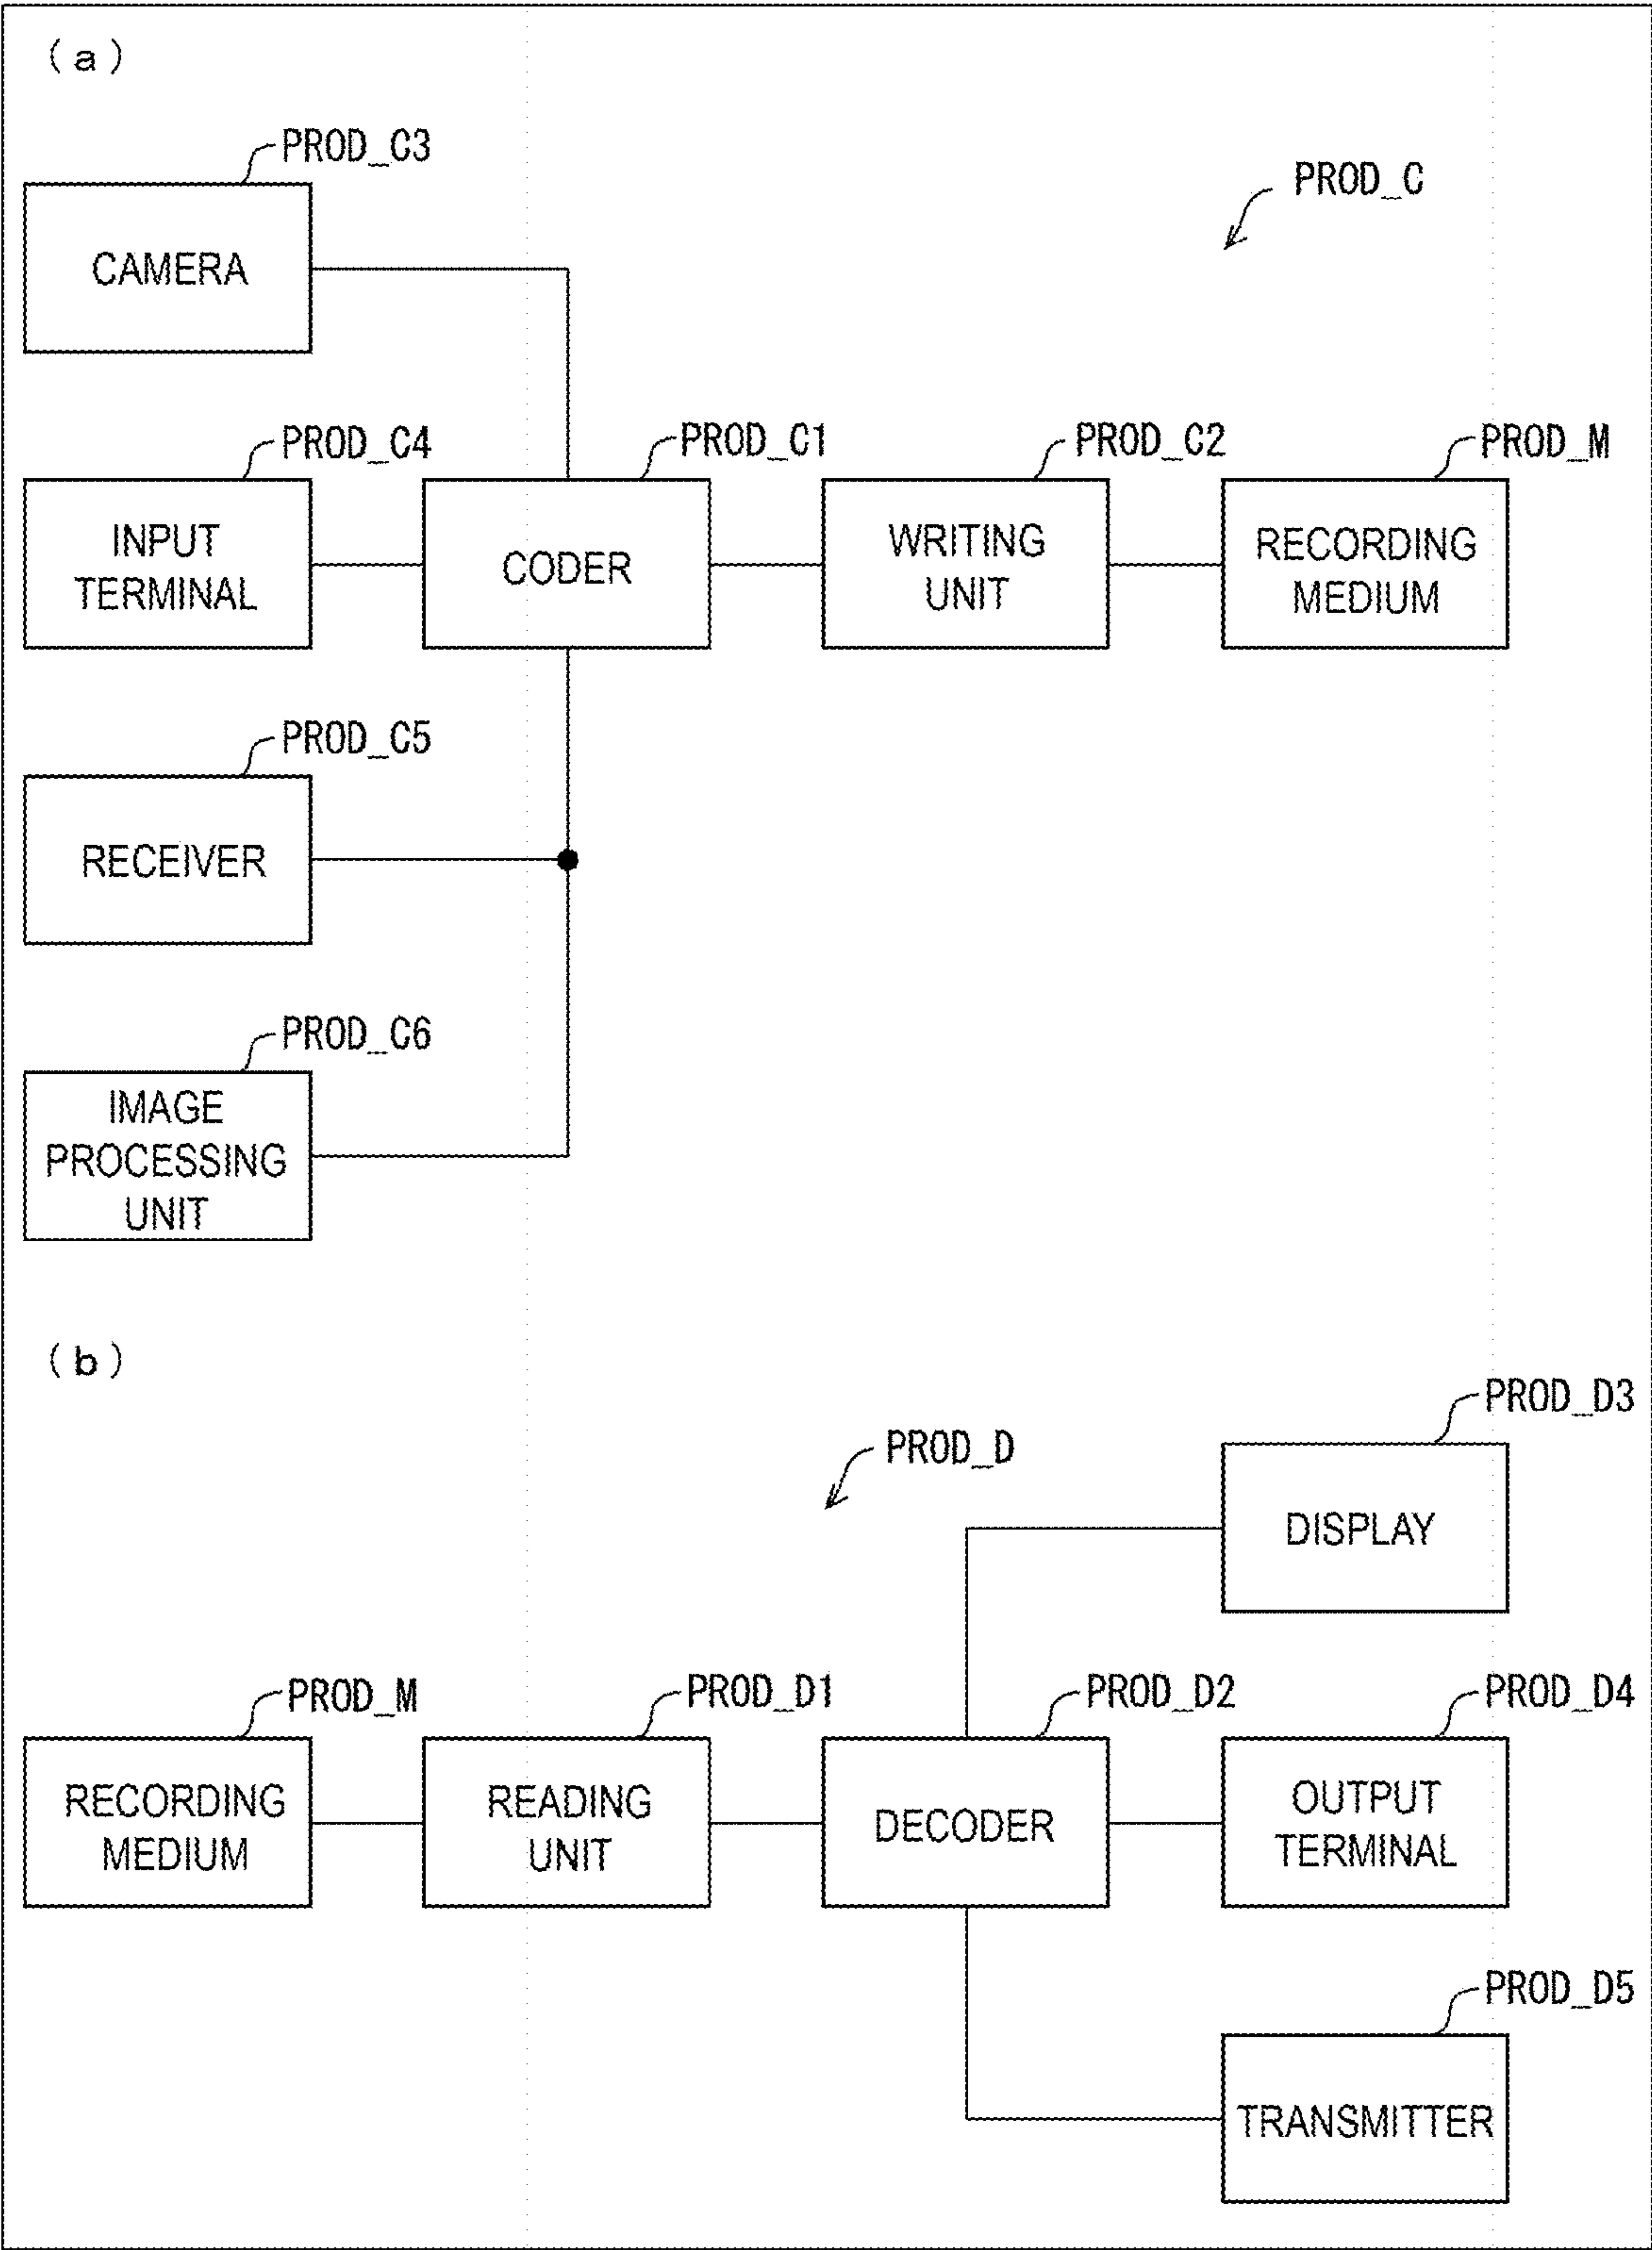 (a)
PROD_C3
PROD_C
CAMERA
PROD_C4
PROD_C1
PROD_C2
PROD_M
INPUT
TERMINAL
CODER
WRITING
UNIT
RECORDING
MEDIUM
PROD_C5
RECEIVER
PROD_C6
IMAGE
PROCESSING
UNIT
(b)
PROD_D3
PROD_D
DISPLAY
PROD_M
PROD_D1
PROD_D2
PROD_D4
RECORDING
MEDIUM
READING
UNIT
DECODER
OUTPUT
TERMINAL
PROD_D5
TRANSMITTER